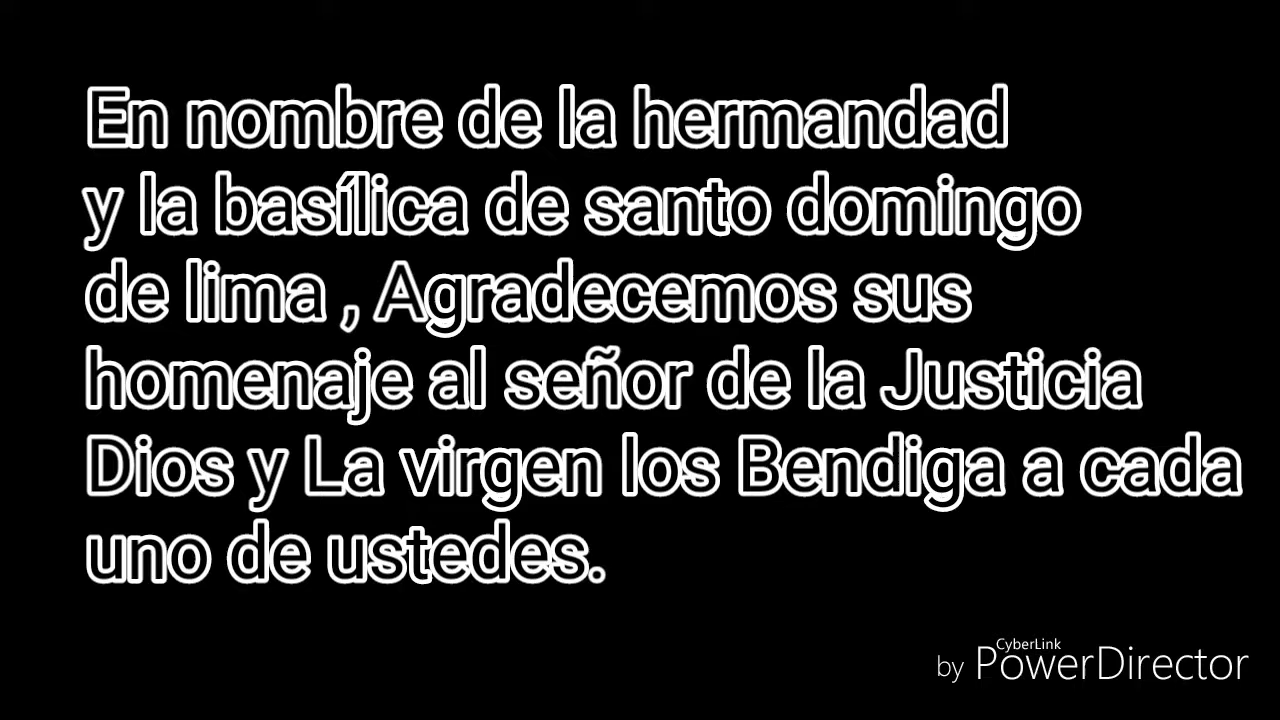 En nombre de la hermandad
y la basílica de santo domingo
de lima , Agradecemos sus
homenaje al señor de la Justicia
Dios y La virgen los Bendiga a cada
uno de ustedes.
CyberLink
by PowerDirector